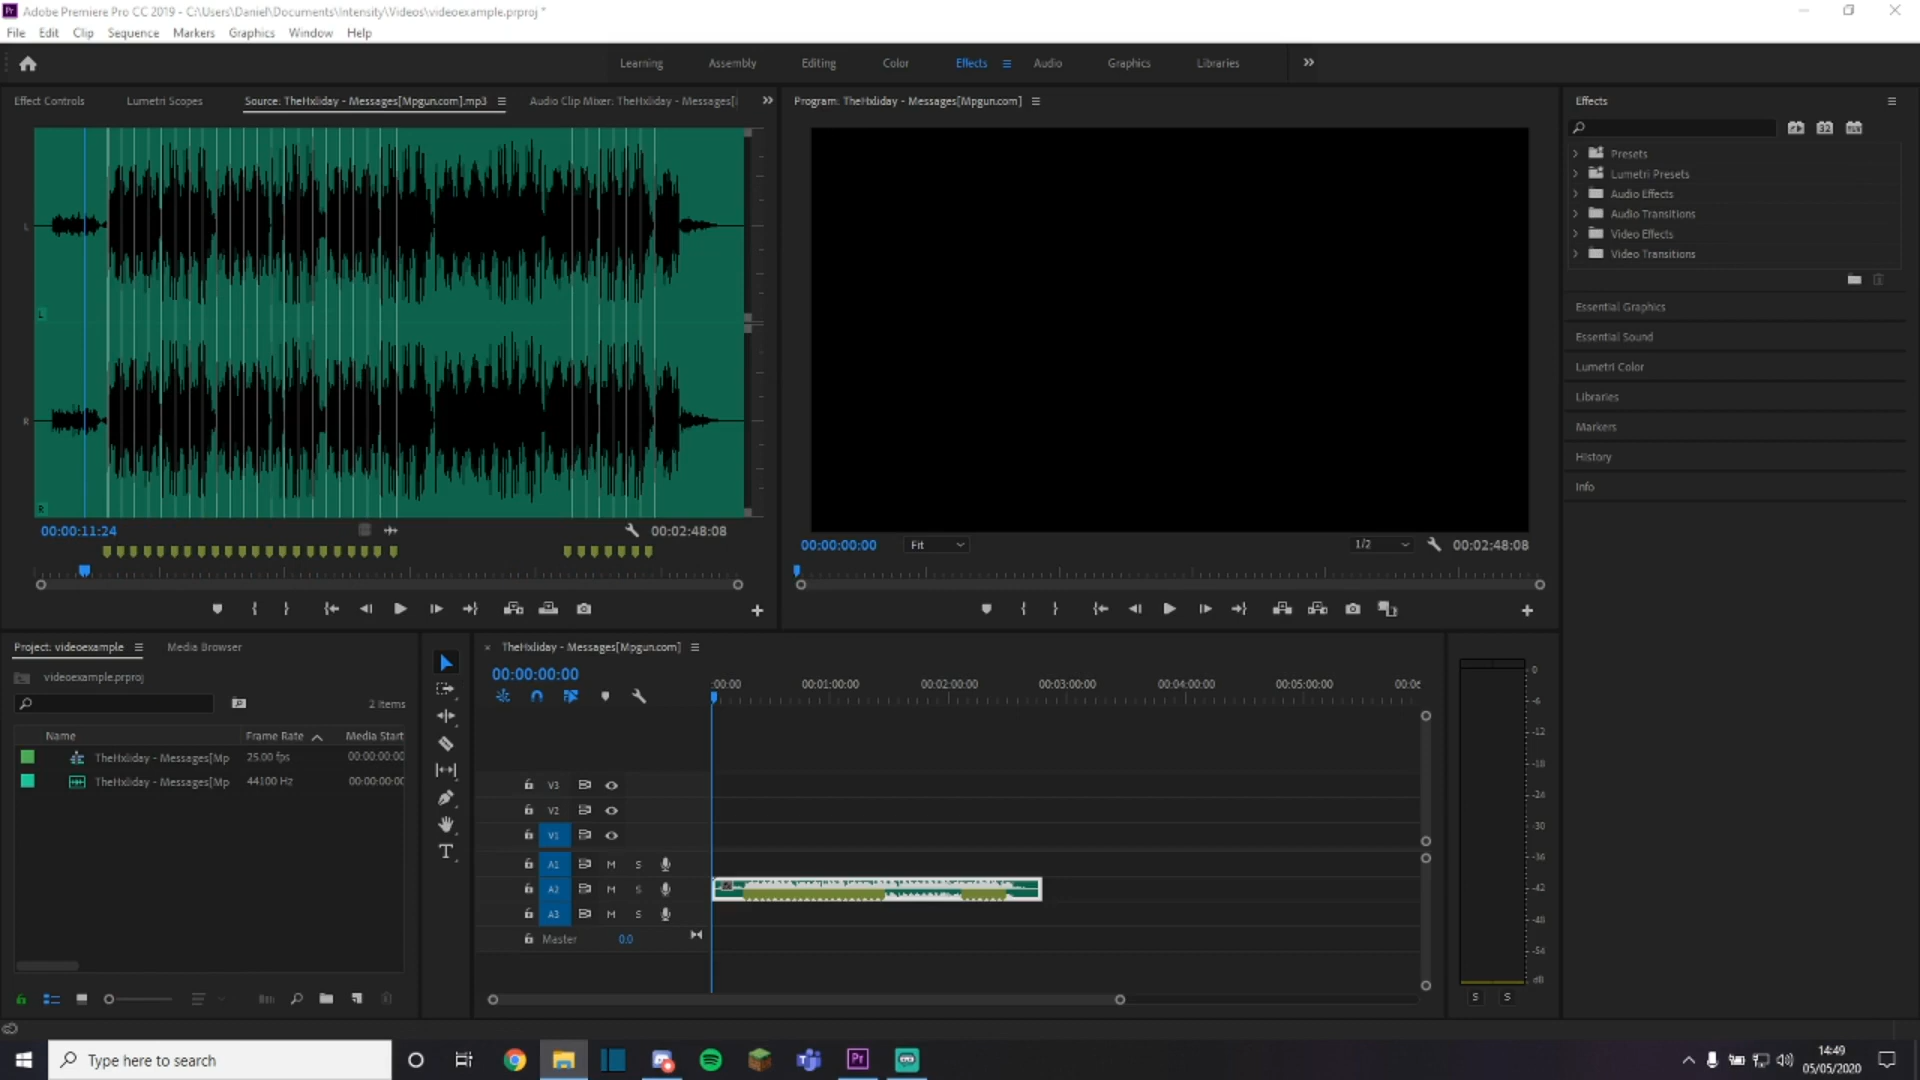 Adobe Premiere Pro CC 2019 - C:\Users\Daniel\Documents\Intensity\Videos\videoexample.prproj *
File Edit Clip Sequence Markers Graphics Window Help
Learning Assembly Editing Color Effects Audio Graphics Libraries
Effect Controls Lumetri Scopes Source: TheHxliday - Messages[Mpgun.com].mp3 Audio Clip Mixer: TheHxliday - Messages[
Program: TheHxliday - Messages[Mpgun.com]
Effects
Presets
Lumetri Presets
Audio Effects
Audio Transitions
Video Effects
Video Transitions
Essential Graphics
Essential Sound
Lumetri Color
Libraries
Markers
History
Info
L
L
R
R
00:00:11:24 00:02:48:08
00:00:00:00 Fit 1/2 00:02:48:08
Project: videoexample Media Browser
videoexample.prproj
2 Items
Name Frame Rate Media Start
TheHxliday - Messages[Mp 25.00 fps 00:00:00:00
TheHxliday - Messages[Mp 44100 Hz 00:00:00:00
× TheHxliday - Messages[Mpgun.com]
00:00:00:00
:00:00 00:01:00:00 00:02:00:00 00:03:00:00 00:04:00:00 00:05:00:00
V3
V2
V1
A1 M S
A2 M S
A3 M S
Master 0.0
0
-6
-12
-18
-24
-30
-36
-42
-48
-54
dB
S S
Type here to search
14:49
05/05/2020